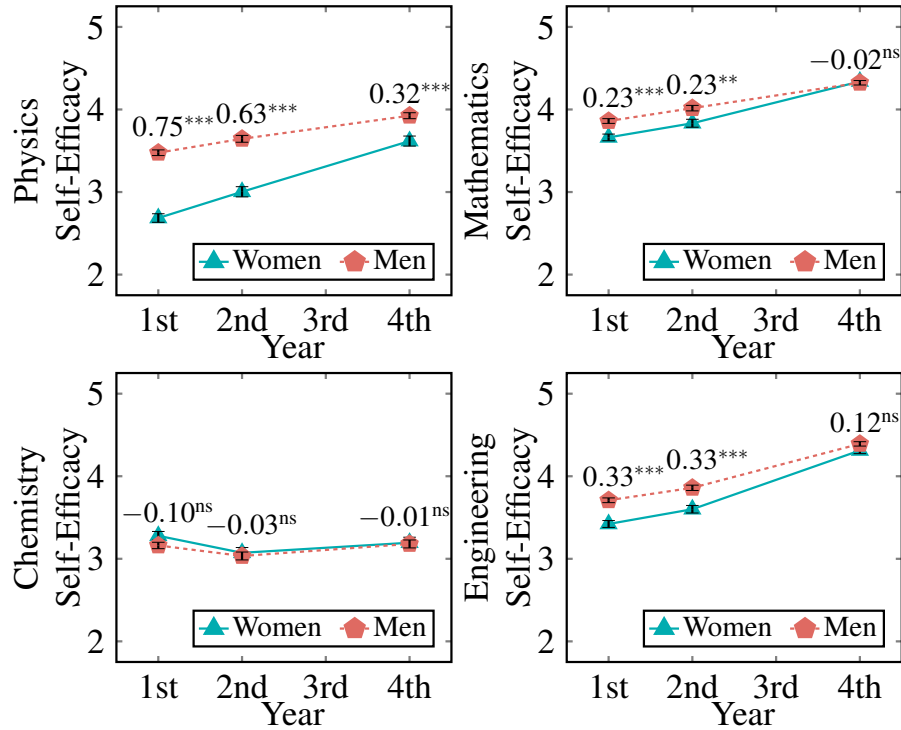 Physics
Self-Efficacy
5
4
3
2
0.75***
0.63***
0.32***
Women
Men
1st 2nd 3rd 4th
Year
Mathematics
Self-Efficacy
5
4
3
2
0.23***
0.23**
−0.02ns
Women
Men
1st 2nd 3rd 4th
Year
Chemistry
Self-Efficacy
5
4
3
2
−0.10ns
−0.03ns
−0.01ns
Women
Men
1st 2nd 3rd 4th
Year
Engineering
Self-Efficacy
5
4
3
2
0.33***
0.33***
0.12ns
Women
Men
1st 2nd 3rd 4th
Year